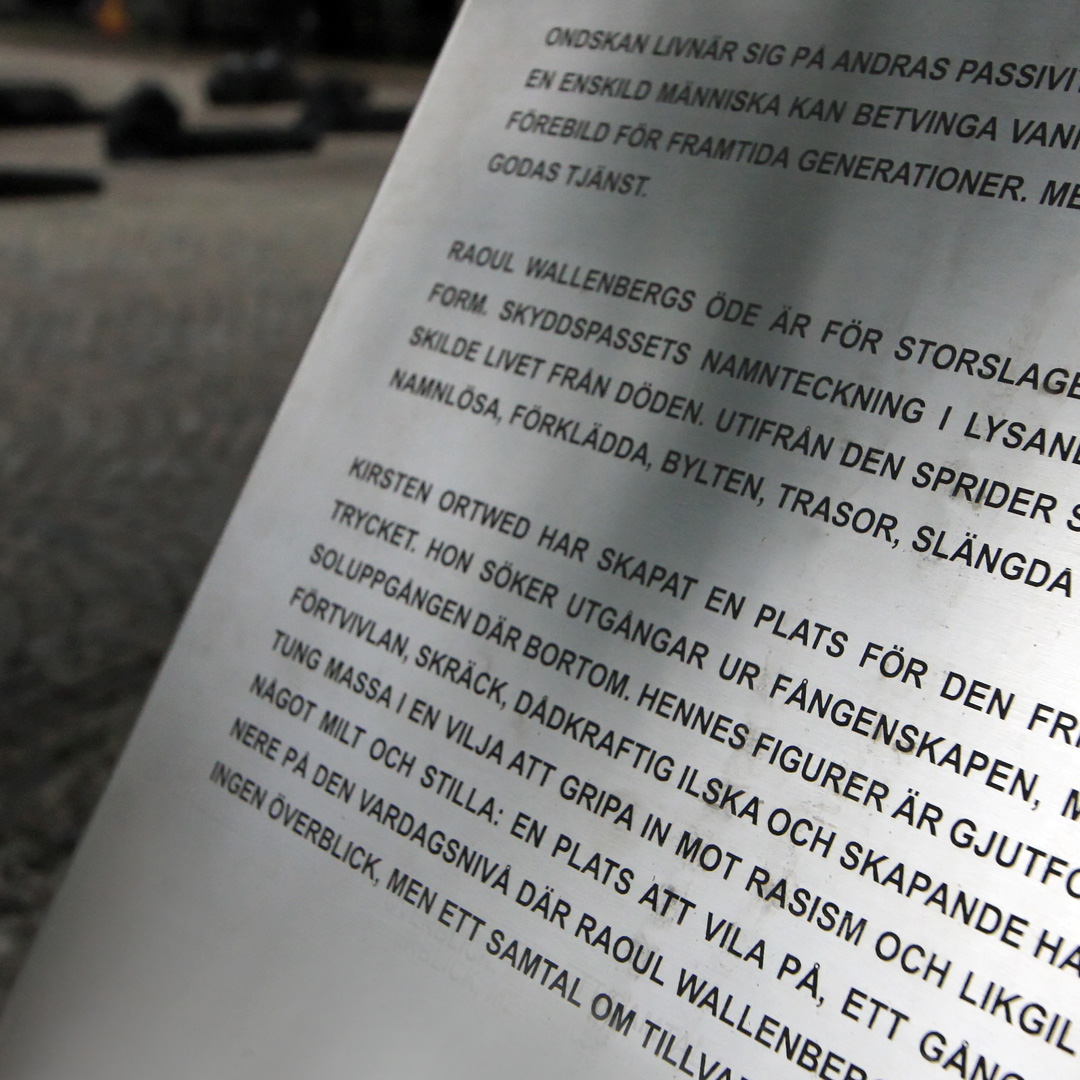 ONDSKAN LIVNÄR SIG PÅ ANDRAS PASSIVI
EN ENSKILD MÄNNISKA KAN BETVINGA VAN
FÖREBILD FÖR FRAMTIDA GENERATIONER. ME
GODAS TJÄNST.
RAOUL WALLENBERGS ÖDE ÄR FÖR STORSLAGE
FORM. SKYDDSPASSETS NAMNTECKNING I LYSAN
SKILDE LIVET FRÅN DÖDEN. UTIFRÅN DEN SPRIDER S
NAMNLÖSA, FÖRKLÄDDA, BYLTEN, TRASOR, SLÄNGDA
KIRSTEN ORTWED HAR SKAPAT EN PLATS FÖR DEN FRI
TRYCKET. HON SÖKER UTGÅNGAR UR FÅNGENSKAPEN, M
SOLUPPGÅNGEN DÄR BORTOM. HENNES FIGURER ÄR GJUTFO
FÖRTVIVLAN, SKRÄCK, DÅDKRAFTIG ILSKA OCH SKAPANDE HA
TUNG MASSA I EN VILJA ATT GRIPA IN MOT RASISM OCH LIKGIL
NÅGOT MILT OCH STILLA: EN PLATS ATT VILA PÅ, ETT GÅNG
NERE PÅ DEN VARDAGSNIVÅ DÄR RAOUL WALLENBER
INGEN ÖVERBLICK, MEN ETT SAMTAL OM TILLVA